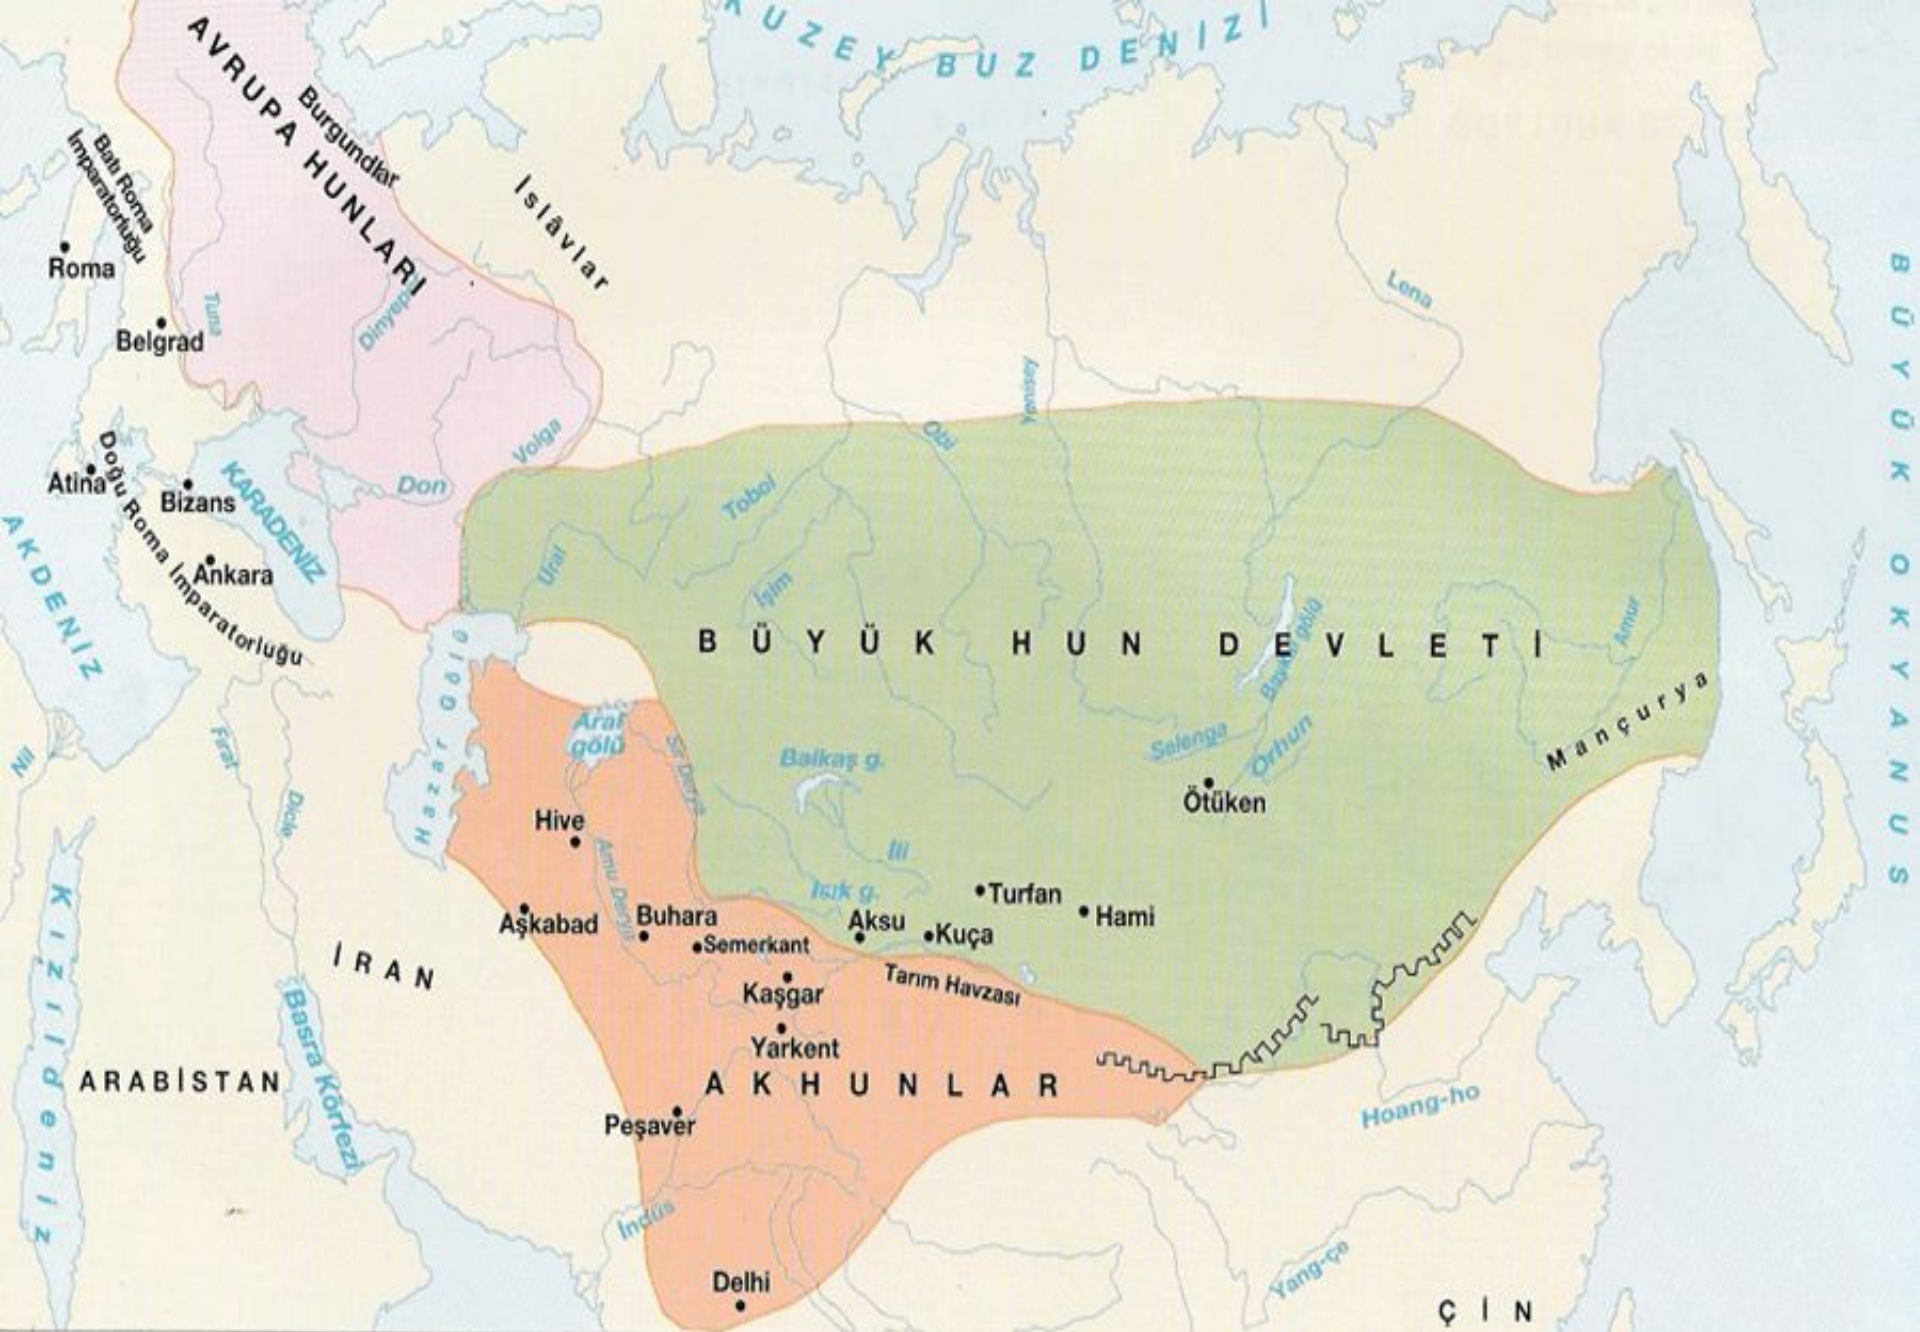 KUZEY BUZ DENİZİ
AVRUPA HUNLARI
Burgundlar
Batı Roma
İmparatorluğu
İslâvlar
Roma
Tuna
Dinyepr
Lena
Belgrad
Yenisey
BÜYÜK OKYANUS
Volga
Obi
Don
Atina
Bizans
KARADENİZ
Tobol
Doğu Roma İmparatorluğu
AKDENİZ
Ankara
Ural
İşim
BÜYÜK HUN DEVLETİ
Baykal gölü
Amur
Hazar Gölü
Mançurya
Nil
Fırat
Aral
gölü
Sir Derya
Balkaş g.
Selenga
Orhun
Ötüken
Dicle
Hive
Amu Derya
İli
Isık g.
Turfan
Hami
Kızıldeniz
Aşkabad
Buhara
Semerkant
Aksu
Kuça
İRAN
Kaşgar
Tarım Havzası
Yarkent
Basra Körfezi
ARABİSTAN
AKHUNLAR
Peşaver
Hoang-ho
İndus
Yang-çe
Delhi
ÇİN